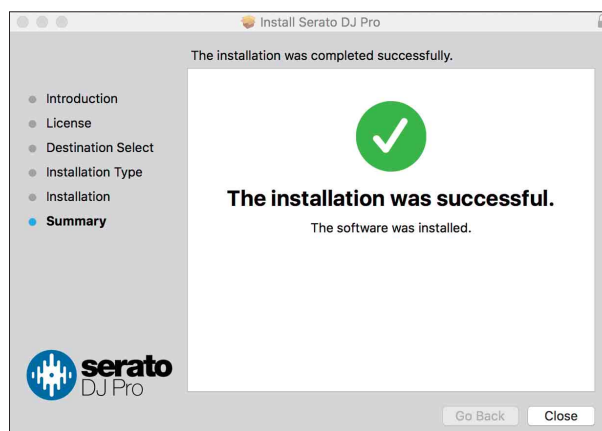 Install Serato DJ Pro
The installation was completed successfully.
Introduction
License
Destination Select
Installation Type
Installation
Summary
The installation was successful.
The software was installed.
serato
DJ Pro
Go Back
Close